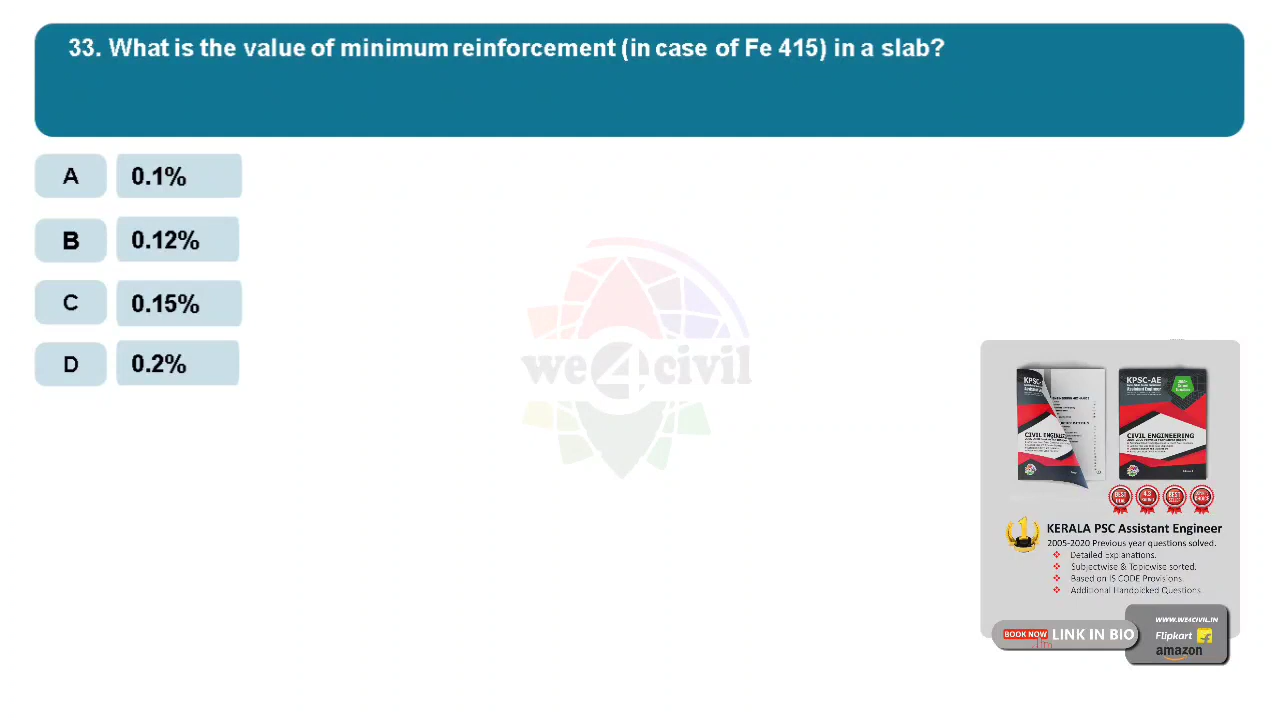 33. What is the value of minimum reinforcement (in case of Fe 415) in a slab?
A 0.1%
B 0.12%
C 0.15%
D 0.2%
we4civil
KPSC-AE
Assistant Engineer
CIVIL ENGINEERING
KERALA PSC Assistant Engineer
2005-2020 Previous year questions solved.
❖ Detailed Explanations.
❖ Subjectwise & Topicwise sorted.
❖ Based on IS CODE Provisions.
❖ Additional Handpicked Questions.
BOOK NOW LINK IN BIO
WWW.WE4CIVIL.IN
Flipkart
amazon